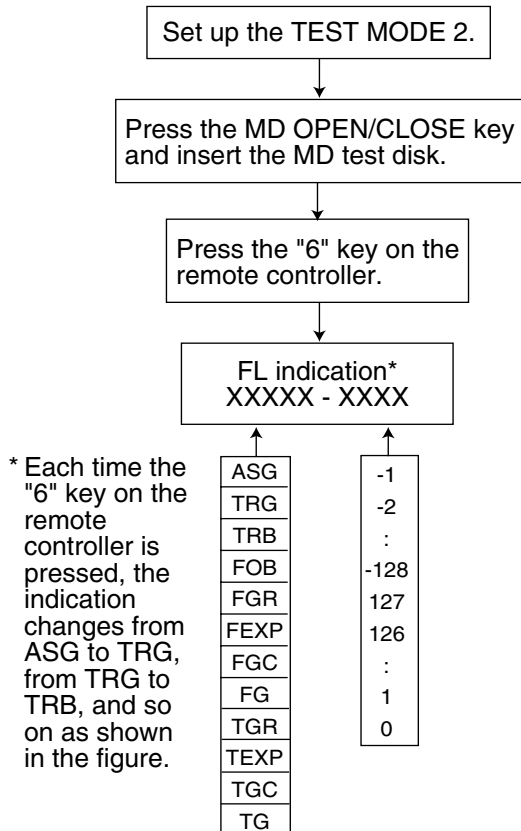 Set up the TEST MODE 2.
Press the MD OPEN/CLOSE key
and insert the MD test disk.
Press the "6" key on the
remote controller.
FL indication*
XXXXX - XXXX
* Each time the
"6" key on the
remote
controller is
pressed, the
indication
changes from
ASG to TRG,
from TRG to
TRB, and so
on as shown
in the figure.
ASG
TRG
TRB
FOB
FGR
FEXP
FGC
FG
TGR
TEXP
TGC
TG
-1
-2
:
-128
127
126
:
1
0